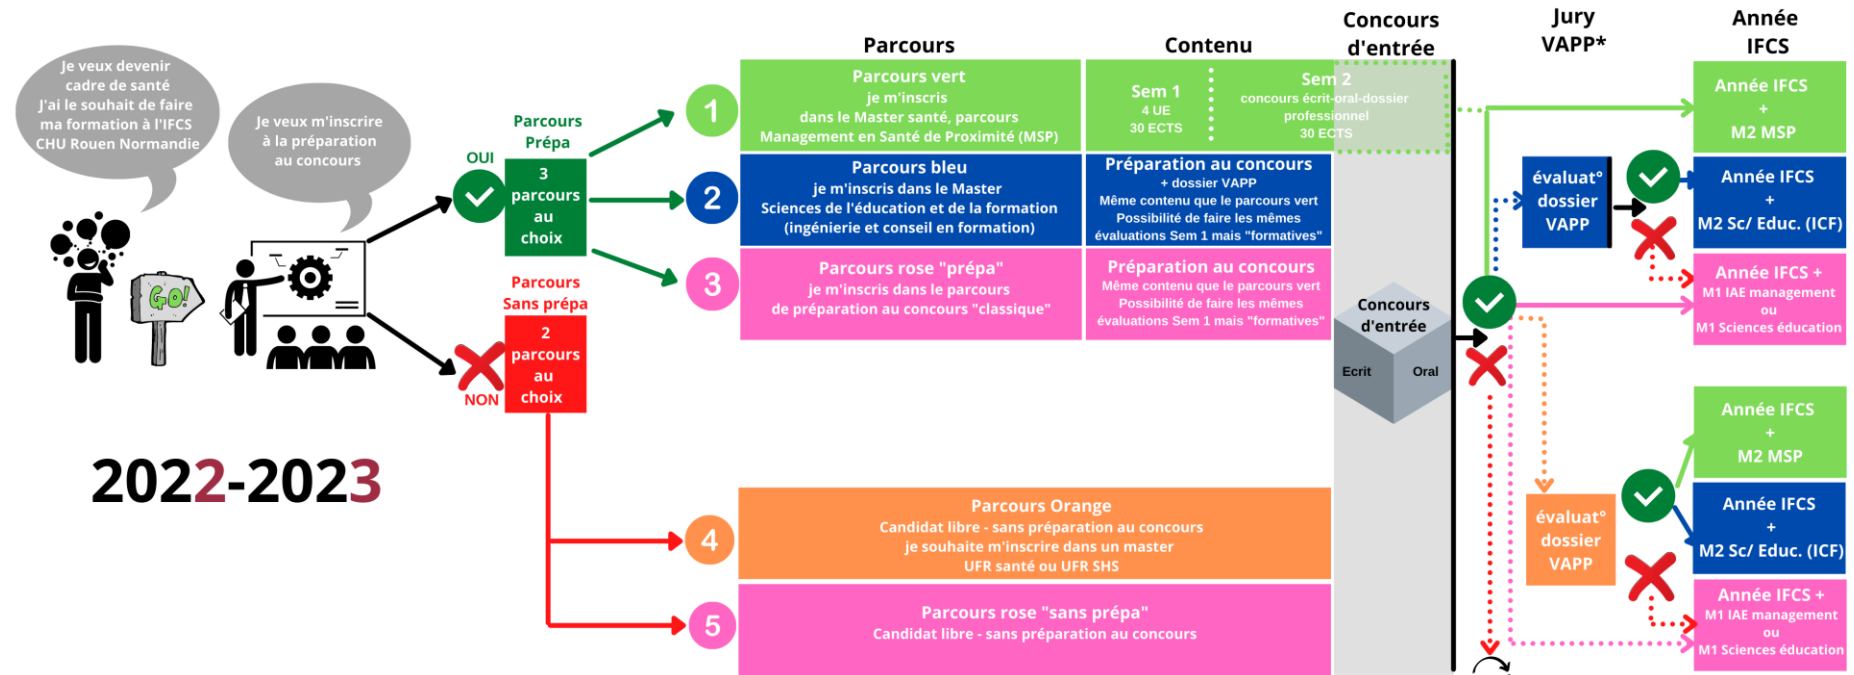 Je veux devenir
cadre de santé
J'ai le souhait de faire
ma formation à l'IFCS
CHU Rouen Normandie
Je veux m'inscrire
à la préparation
au concours
GO!
2022-2023
OUI
NON
Parcours
Prépa
3
parcours
au
choix
Parcours
Sans prépa
2
parcours
au
choix
Parcours
Contenu
Concours
d'entrée
Jury
VAPP*
Année
IFCS
1
Parcours vert
je m'inscris
dans le Master santé, parcours
Management en Santé de Proximité (MSP)
Sem 1
4 UE
30 ECTS
Sem 2
concours écrit-oral-dossier
professionnel
30 ECTS
2
Parcours bleu
je m'inscris dans le Master
Sciences de l'éducation et de la formation
(ingénierie et conseil en formation)
Préparation au concours
+ dossier VAPP
Même contenu que le parcours vert
Possibilité de faire les mêmes
évaluations Sem 1 mais "formatives"
3
Parcours rose "prépa"
je m'inscris dans le parcours
de préparation au concours "classique"
Préparation au concours
Même contenu que le parcours vert
Possibilité de faire les mêmes
évaluations Sem 1 mais "formatives"
4
Parcours Orange
Candidat libre - sans préparation au concours
je souhaite m'inscrire dans un master
UFR santé ou UFR SHS
5
Parcours rose "sans prépa"
Candidat libre - sans préparation au concours
Concours
d'entrée
Ecrit
Oral
évaluat°
dossier
VAPP
évaluat°
dossier
VAPP
Année IFCS
+
M2 MSP
Année IFCS
+
M2 Sc/ Educ. (ICF)
Année IFCS +
M1 IAE management
ou
M1 Sciences éducation
Année IFCS
+
M2 MSP
Année IFCS
+
M2 Sc/ Educ. (ICF)
Année IFCS +
M1 IAE management
ou
M1 Sciences éducation